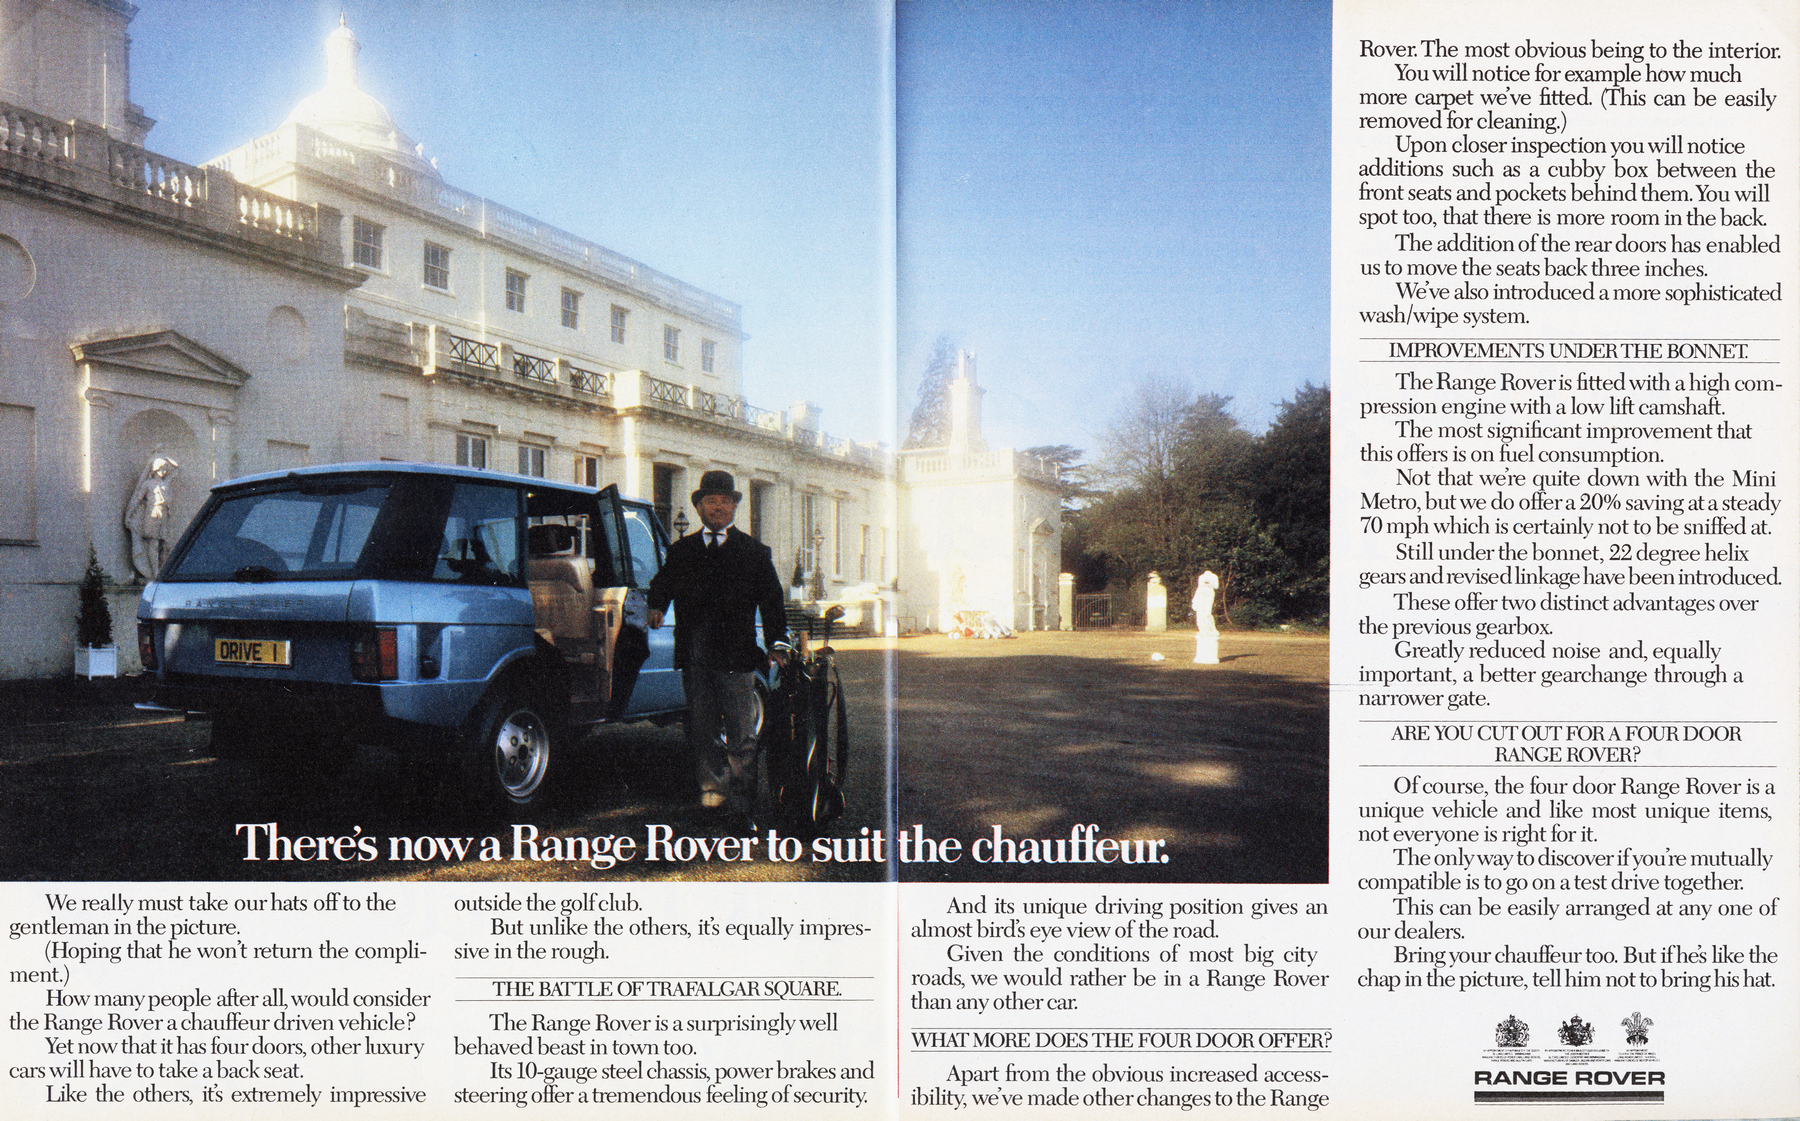 RANGE ROVER
DRIVE 1
There's now a Range Rover to suit the chauffeur.
We really must take our hats off to the
gentleman in the picture.
(Hoping that he won't return the compli-
ment.)
How many people after all, would consider
the Range Rover a chauffeur driven vehicle?
Yet now that it has four doors, other luxury
cars will have to take a back seat.
Like the others, it's extremely impressive
outside the golf club.
But unlike the others, it's equally impres-
sive in the rough.
THE BATTLE OF TRAFALGAR SQUARE.
The Range Rover is a surprisingly well
behaved beast in town too.
Its 10-gauge steel chassis, power brakes and
steering offer a tremendous feeling of security.
And its unique driving position gives an
almost bird's eye view of the road.
Given the conditions of most big city
roads, we would rather be in a Range Rover
than any other car.
WHAT MORE DOES THE FOUR DOOR OFFER?
Apart from the obvious increased access-
ibility, we've made other changes to the Range
Rover. The most obvious being to the interior.
You will notice for example how much
more carpet we've fitted. (This can be easily
removed for cleaning.)
Upon closer inspection you will notice
additions such as a cubby box between the
front seats and pockets behind them. You will
spot too, that there is more room in the back.
The addition of the rear doors has enabled
us to move the seats back three inches.
We've also introduced a more sophisticated
wash/wipe system.
IMPROVEMENTS UNDER THE BONNET.
The Range Rover is fitted with a high com-
pression engine with a low lift camshaft.
The most significant improvement that
this offers is on fuel consumption.
Not that we're quite down with the Mini
Metro, but we do offer a 20% saving at a steady
70 mph which is certainly not to be sniffed at.
Still under the bonnet, 22 degree helix
gears and revised linkage have been introduced.
These offer two distinct advantages over
the previous gearbox.
Greatly reduced noise and, equally
important, a better gearchange through a
narrower gate.
ARE YOU CUT OUT FOR A FOUR DOOR
RANGE ROVER?
Of course, the four door Range Rover is a
unique vehicle and like most unique items,
not everyone is right for it.
The only way to discover if you're mutually
compatible is to go on a test drive together.
This can be easily arranged at any one of
our dealers.
Bring your chauffeur too. But if he's like the
chap in the picture, tell him not to bring his hat.
RANGE ROVER